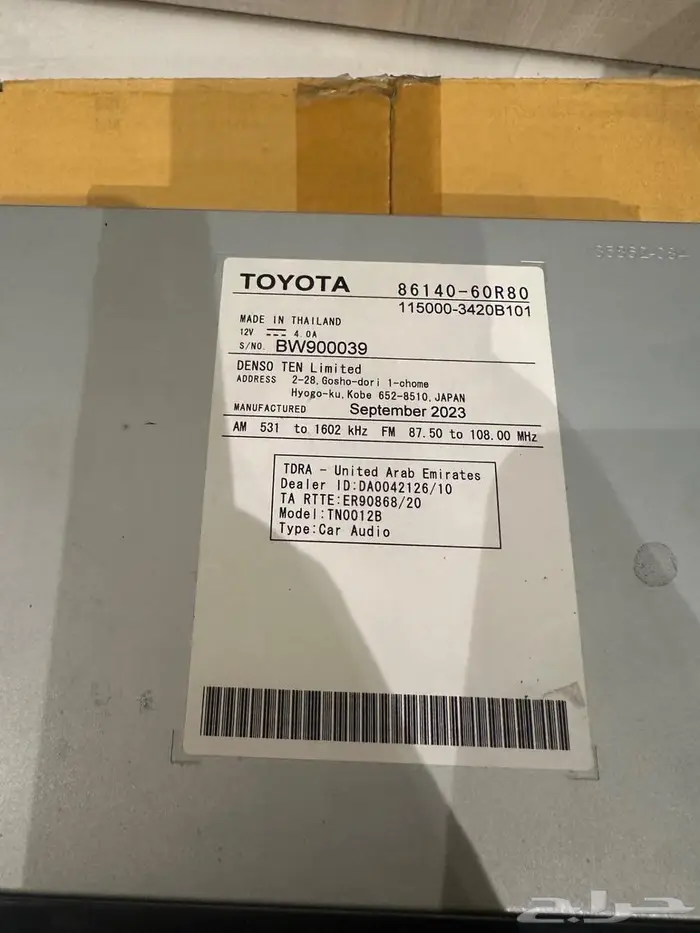 TOYOTA 86140-60R80
115000-3420B101
MADE IN THAILAND
12V 4.0A
S/NO. BW900039
DENSO TEN Limited
ADDRESS 2-28, Gosho-dori 1-chome
Hyogo-ku, Kobe 652-8510, JAPAN
MANUFACTURED September 2023
AM 531 to 1602 kHz FM 87.50 to 108.00 MHz
TDRA - United Arab Emirates
Dealer ID:DA0042126/10
TA RTTE:ER90868/20
Model:TN0012B
Type:Car Audio
حراج